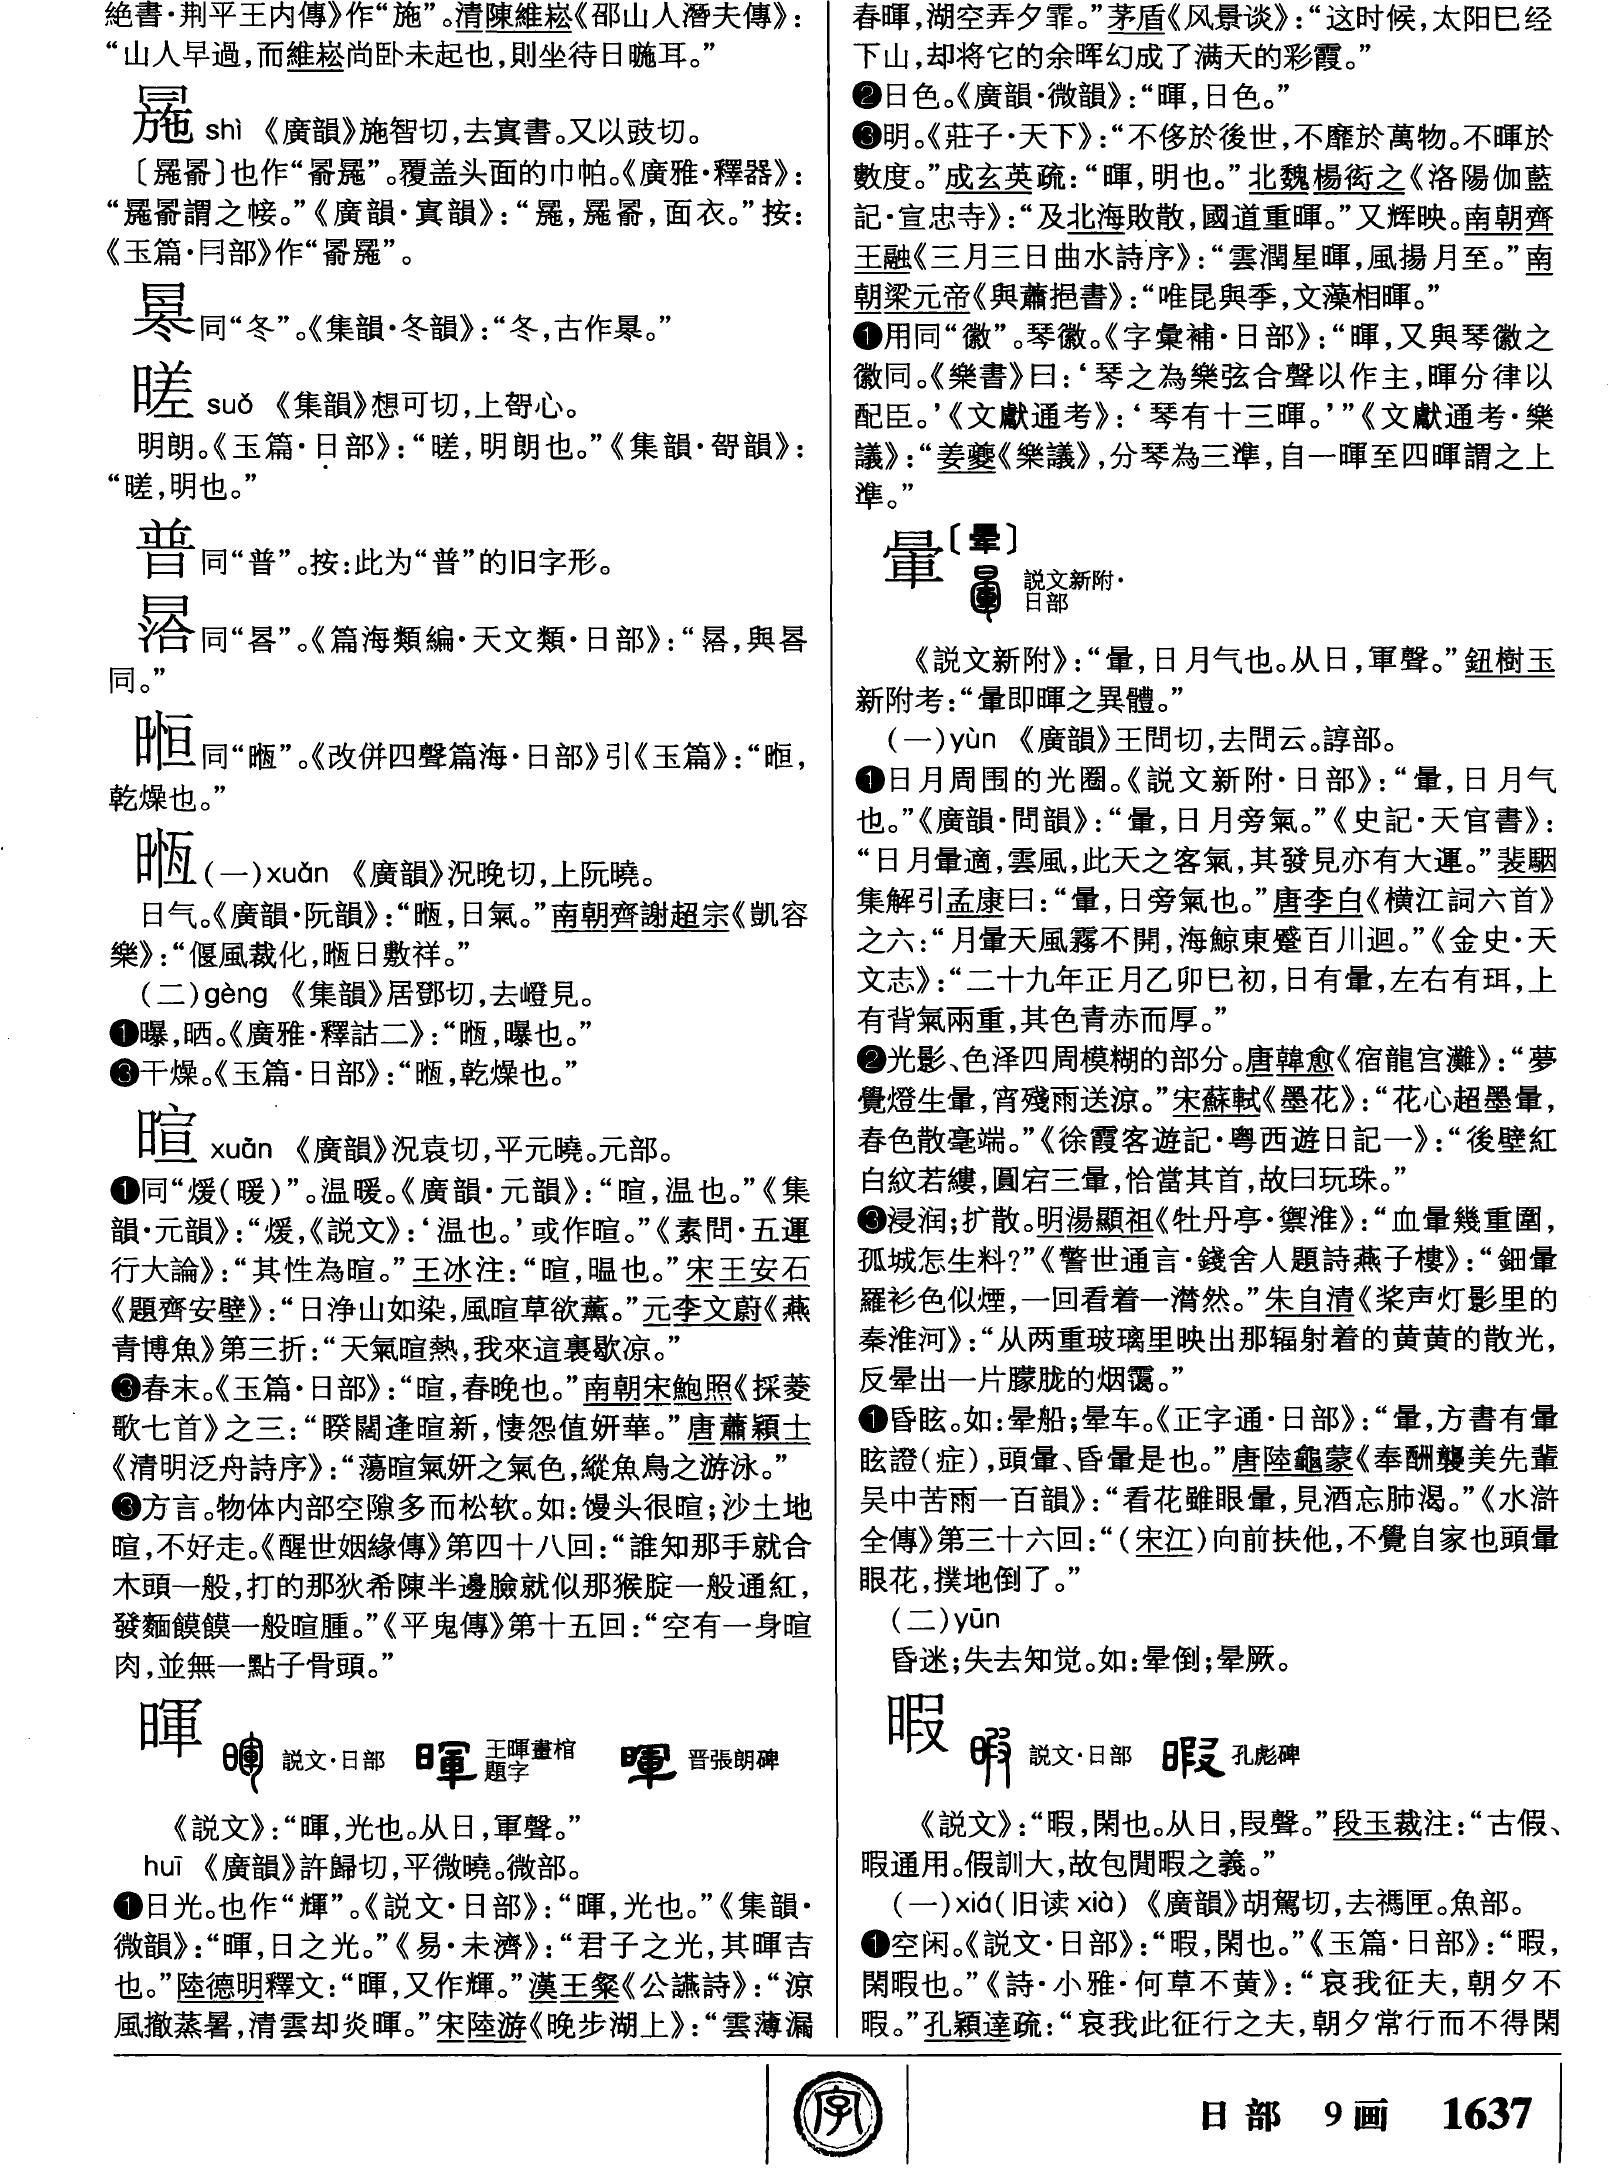 絶書·荆平王内傳》作“施”。清陳維崧《邵山人潛夫傳》：
“山人早過，而維崧尚卧未起也，則坐待日暆耳。”
shì 《廣韻》施智切，去寘書。又以豉切。
也作“”。覆盖头面的巾帕。《廣雅·釋器》：
謂之㡋。”《廣韻·寘韻》：面衣。”按：
《玉篇·冃部》作
同“冬”。《集韻·冬韻》：“冬，古作㬥。”
暛 suǒ 《集韻》想可切，上哿心。
明朗。《玉篇·日部》：“暛，明朗也。”《集韻·哿韻》：
“暛，明也。”
同“普”。按：此为“普”的旧字形。
同“晷”。《篇海類編·天文類·日部》：與晷
同。”
𣈶同“暅”。《改併四聲篇海·日部》引《玉篇》：
乾燥也。”
暅(一)xuǎn 《廣韻》況晚切，上阮曉。
日气。《廣韻·阮韻》：“暅，日氣。”南朝齊謝超宗《凱容
樂》：“偃風裁化，暅日敷祥。”
(二)gèng 《集韻》居鄧切，去嶝見。
❶曝，晒。《廣雅·釋詁二》：“暅，曝也。”
❷干燥。《玉篇·日部》：“暅，乾燥也。”
暄 xuān 《廣韻》況袁切，平元曉。元部。
❶同“煖(暖)”。温暖。《廣韻·元韻》：“暄，温也。”《集
韻·元韻》：“煖，《説文》：‘温也。’或作暄。”《素問·五運
行大論》：“其性為暄。”王冰注：“暄，暡也。”宋王安石
《題齊安壁》：“日浄山如染，風暄草欲薰。”元李文蔚《燕
青博魚》第三折：“天氣暄熱，我來這裏歇凉。”
❷春末。《玉篇·日部》：“暄，春晚也。”南朝宋鮑照《採菱
歌七首》之三：“暌闊逢暄新，悽怨值妍華。”唐蕭穎士
《清明泛舟詩序》：“蕩暄氣妍之氣色，縱魚鳥之游泳。”
❸方言。物体内部空隙多而松软。如：馒头很暄；沙土地
暄，不好走。《醒世姻緣傳》第四十八回：“誰知那手就合
木頭一般，打的那狄希陳半邊臉就似那猴腚一般通紅，
發麵饃饃一般暄腫。”《平鬼傳》第十五回：“空有一身暄
肉，並無一點子骨頭。”
暉 説文·日部 王暉畫棺題字 晋張朗碑
《説文》：“暉，光也。从日，軍聲。”
huī 《廣韻》許歸切，平微曉。微部。
❶日光。也作“輝”。《説文·日部》：“暉，光也。”《集韻·
微韻》：“暉，日之光。”《易·未濟》：“君子之光，其暉吉
也。”陸德明釋文：“暉，又作輝。”漢王粲《公讌詩》：“涼
風撤蒸暑，清雲却炎暉。”宋陸游《晚步湖上》：“雲薄漏
春暉，湖空弄夕霏。”茅盾《风景谈》：“这时候，太阳已经
下山，却将它的余晖幻成了满天的彩霞。”
❷日色。《廣韻·微韻》：“暉，日色。”
❸明。《莊子·天下》：“不侈於後世，不靡於萬物。不暉於
數度。”成玄英疏：“暉，明也。”北魏楊衒之《洛陽伽藍
記·宣忠寺》：“及北海敗散，國道重暉。”又辉映。南朝齊
王融《三月三日曲水詩序》：“雲潤星暉，風揚月至。”南
朝梁元帝《與蕭挹書》：“唯昆與季，文藻相暉。”
❹用同“徽”。琴徽。《字彙補·日部》：“暉，又與琴徽之
徽同。《樂書》曰：‘琴之為樂弦合聲以作主，暉分律以
配臣。’《文獻通考》：‘琴有十三暉。’”《文獻通考·樂
議》：“姜夔《樂議》，分琴為三準，自一暉至四暉謂之上
準。”
暈〔晕〕 説文新附·日部
《説文新附》：“暈，日月气也。从日，軍聲。”鈕樹玉
新附考：“暈即暉之異體。”
(一)yùn 《廣韻》王問切，去問云。諄部。
❶日月周围的光圈。《説文新附·日部》：“暈，日月气
也。”《廣韻·問韻》：“暈，日月旁氣。”《史記·天官書》：
“日月暈適，雲風，此天之客氣，其發見亦有大運。”裴駰
集解引孟康曰：“暈，日旁氣也。”唐李白《横江詞六首》
之六：“月暈天風霧不開，海鯨東蹙百川迴。”《金史·天
文志》：“二十九年正月乙卯巳初，日有暈，左右有珥，上
有背氣兩重，其色青赤而厚。”
❷光影、色泽四周模糊的部分。唐韓愈《宿龍宫灘》：“夢
覺燈生暈，宵殘雨送涼。”宋蘇軾《墨花》：“花心超墨暈，
春色散毫端。”《徐霞客遊記·粤西遊日記一》：“後壁紅
白紋若縷，圓宕三暈，恰當其首，故曰玩珠。”
❸浸润；扩散。明湯顯祖《牡丹亭·禦淮》：“血暈幾重圍，
孤城怎生料？”《警世通言·錢舍人題詩燕子樓》：“鈿暈
羅衫色似煙，一回看着一潸然。”朱自清《桨声灯影里的
秦淮河》：“从两重玻璃里映出那辐射着的黄黄的散光，
反晕出一片朦胧的烟霭。”
❹昏眩。如：晕船；晕车。《正字通·日部》：“暈，方書有暈
眩證(症)，頭暈、昏暈是也。”唐陸龜蒙《奉酬襲美先輩
吴中苦雨一百韻》：“看花雖眼暈，見酒忘肺渴。”《水滸
全傳》第三十六回：“(宋江)向前扶他，不覺自家也頭暈
眼花，撲地倒了。”
(二)yūn
昏迷；失去知觉。如：晕倒；晕厥。
暇 説文·日部 孔彪碑
《説文》：“暇，閑也。从日，叚聲。”段玉裁注：“古假、
暇通用。假訓大，故包閒暇之義。”
(一)xiá(旧读 xià) 《廣韻》胡駕切，去禡匣。魚部。
❶空闲。《説文·日部》：“暇，閑也。”《玉篇·日部》：“暇，
閑暇也。”《詩·小雅·何草不黄》：“哀我征夫，朝夕不
暇。”孔穎達疏：“哀我此征行之夫，朝夕常行而不得閑
字
日部 9画 1637